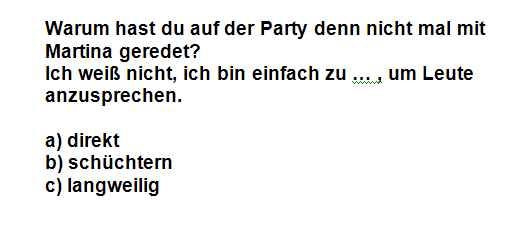 Warum hast du auf der Party denn nicht mal mit
Martina geredet?
Ich weiß nicht, ich bin einfach zu ... , um Leute
anzusprechen.
a) direkt
b) schüchtern
c) langweilig